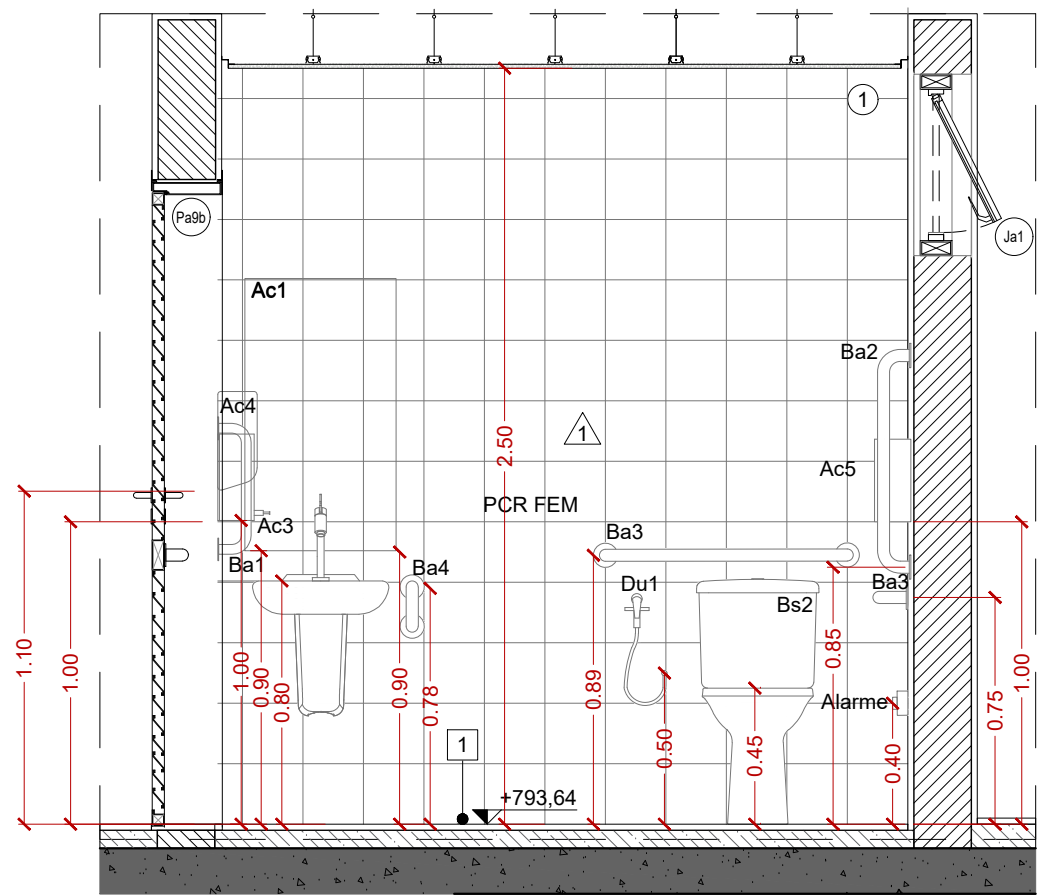 1
Pa9b
Ja1
Ac1
Ba2
Ac4
1
2.50
Ac5
PCR FEM
Ac3
Ba3
Ba1
Ba4
Du1
Ba3
Bs2
1.10
1.00
1.00
0.90
0.80
0.90
0.78
0.89
0.50
0.45
0.85
Alarme
0.40
0.75
1.00
1
+793,64